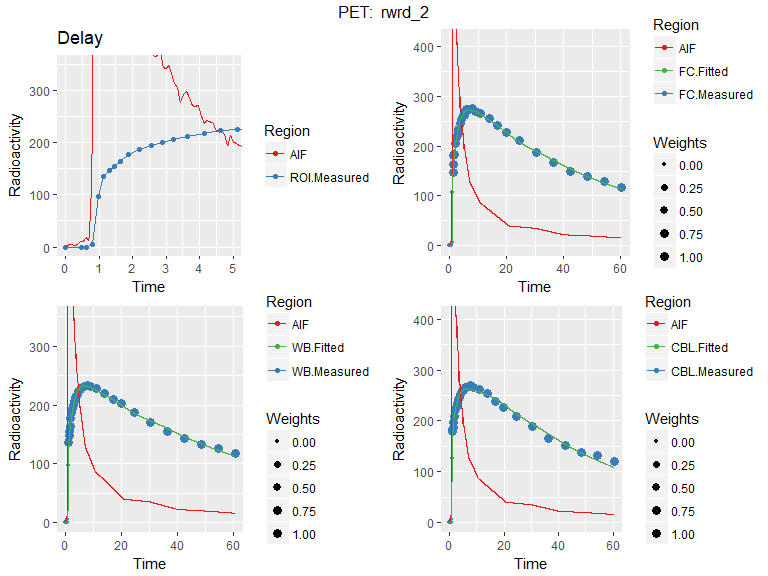 PET: rwrd_2
Delay
Radioactivity
300
200
100
0
0 1 2 3 4 5
Time
Region
AIF
ROI.Measured
Radioactivity
400
300
200
100
0
0 20 40 60
Time
Region
AIF
FC.Fitted
FC.Measured
Weights
0.00
0.25
0.50
0.75
1.00
Radioactivity
300
200
100
0
0 20 40 60
Time
Region
AIF
WB.Fitted
WB.Measured
Weights
0.00
0.25
0.50
0.75
1.00
Radioactivity
400
300
200
100
0
0 20 40 60
Time
Region
AIF
CBL.Fitted
CBL.Measured
Weights
0.00
0.25
0.50
0.75
1.00